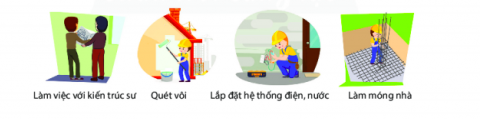 Làm việc với kiến trúc sư Quét vôi Lắp đặt hệ thống điện, nước Làm móng nhà